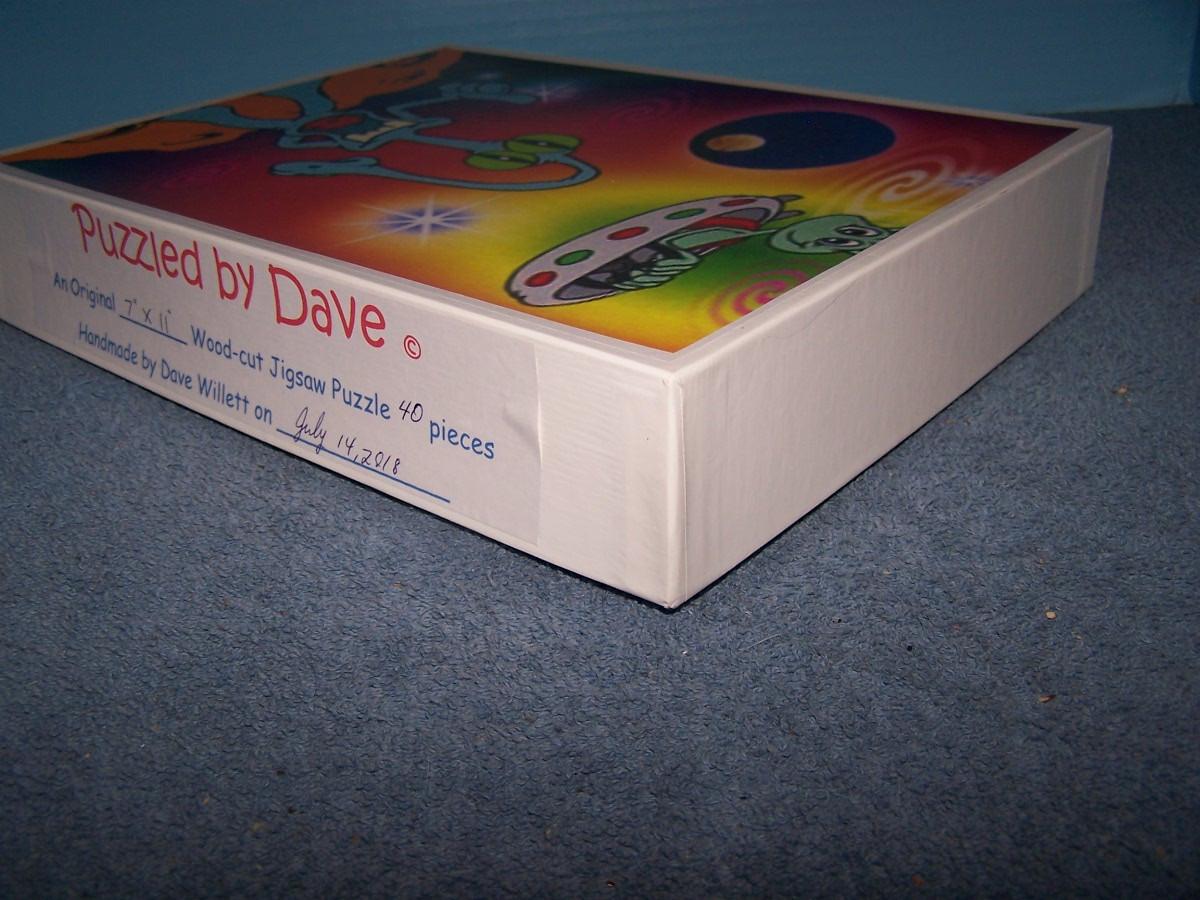 Puzzled by Dave ©
An Original 7" x 11" Wood-cut Jigsaw Puzzle 40 pieces
Handmade by Dave Willett on July 14, 2018